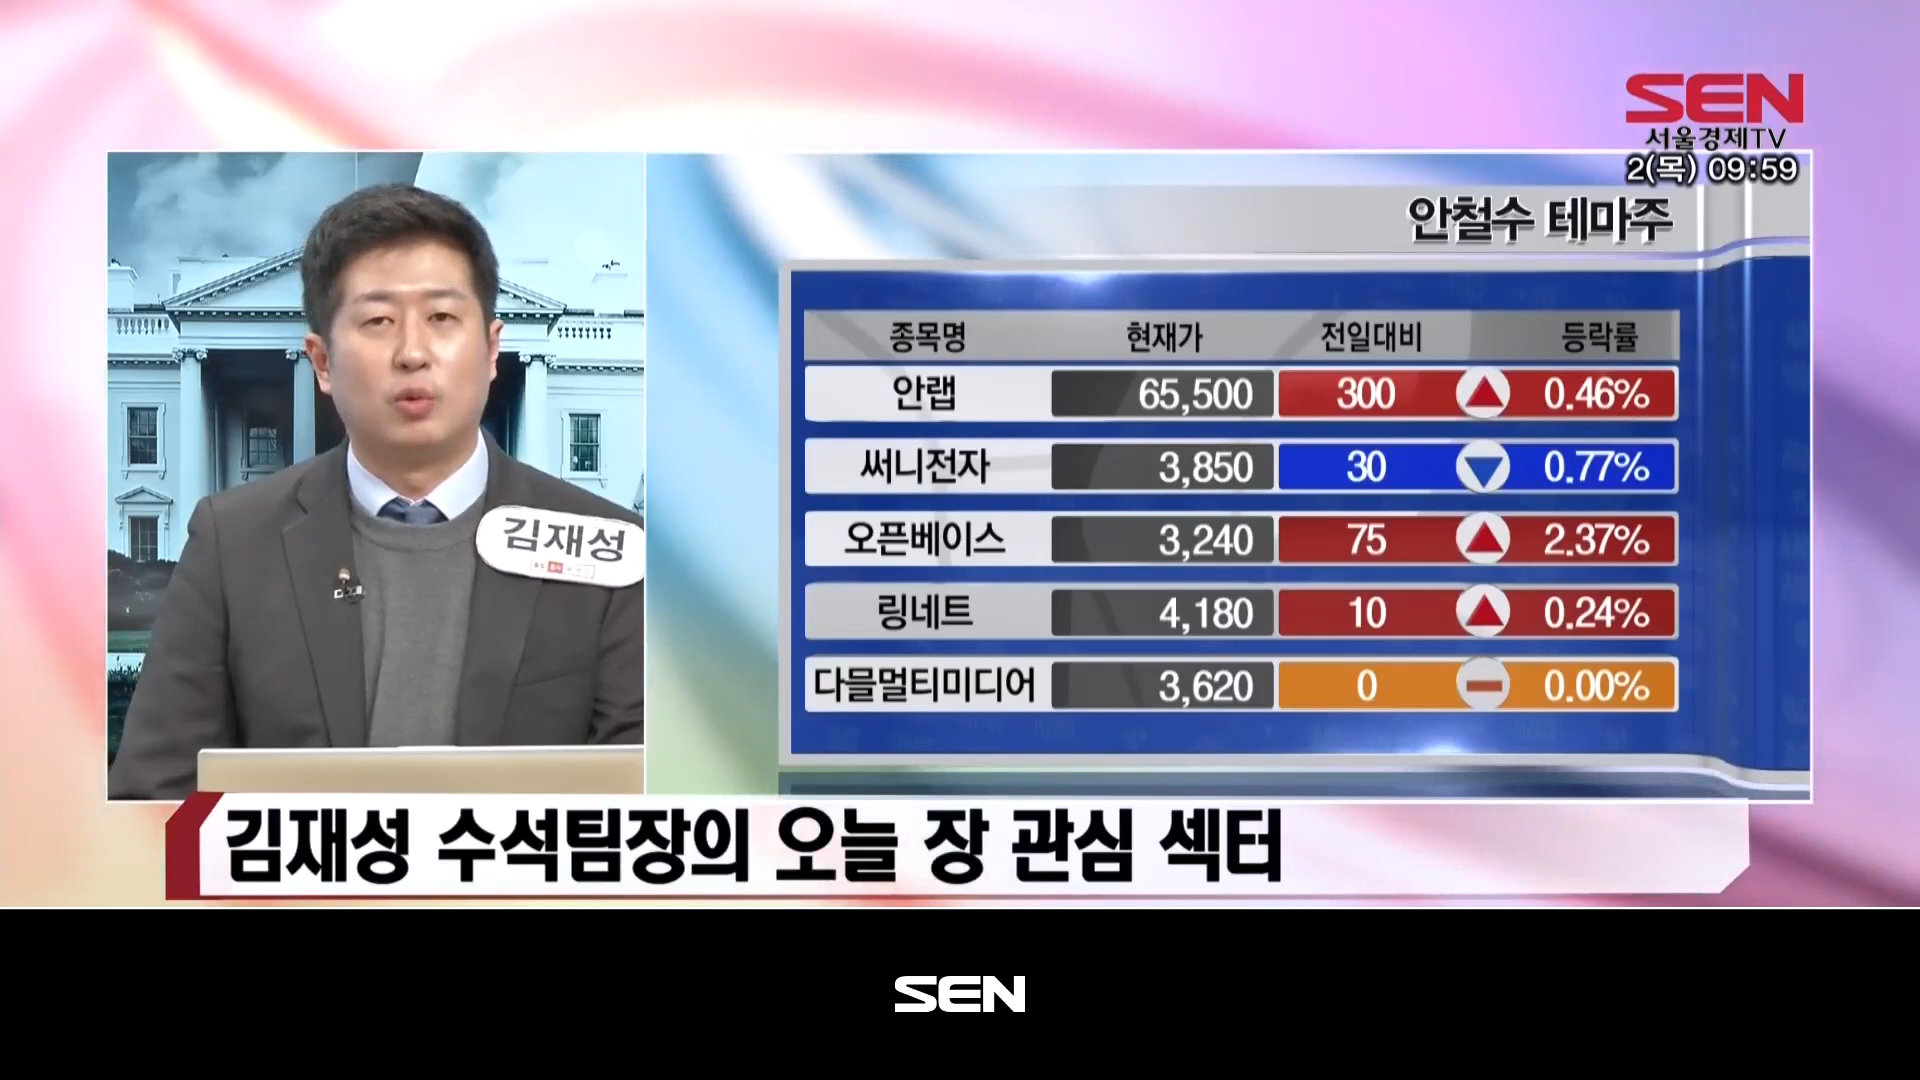 SEN
서울경제TV
2(목) 09:59
안철수 테마주
종목명 현재가 전일대비 등락률
안랩 65,500 300 0.46%
써니전자 3,850 30 0.77%
오픈베이스 3,240 75 2.37%
링네트 4,180 10 0.24%
다믈멀티미디어 3,620 0 0.00%
김재성
김재성 수석팀장의 오늘 장 관심 섹터
SEN